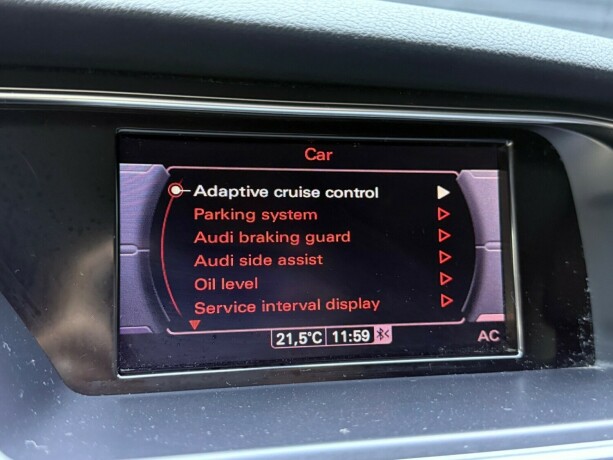 Car
Adaptive cruise control
Parking system
Audi braking guard
Audi side assist
Oil level
Service interval display
21,5°C 11:59 AC